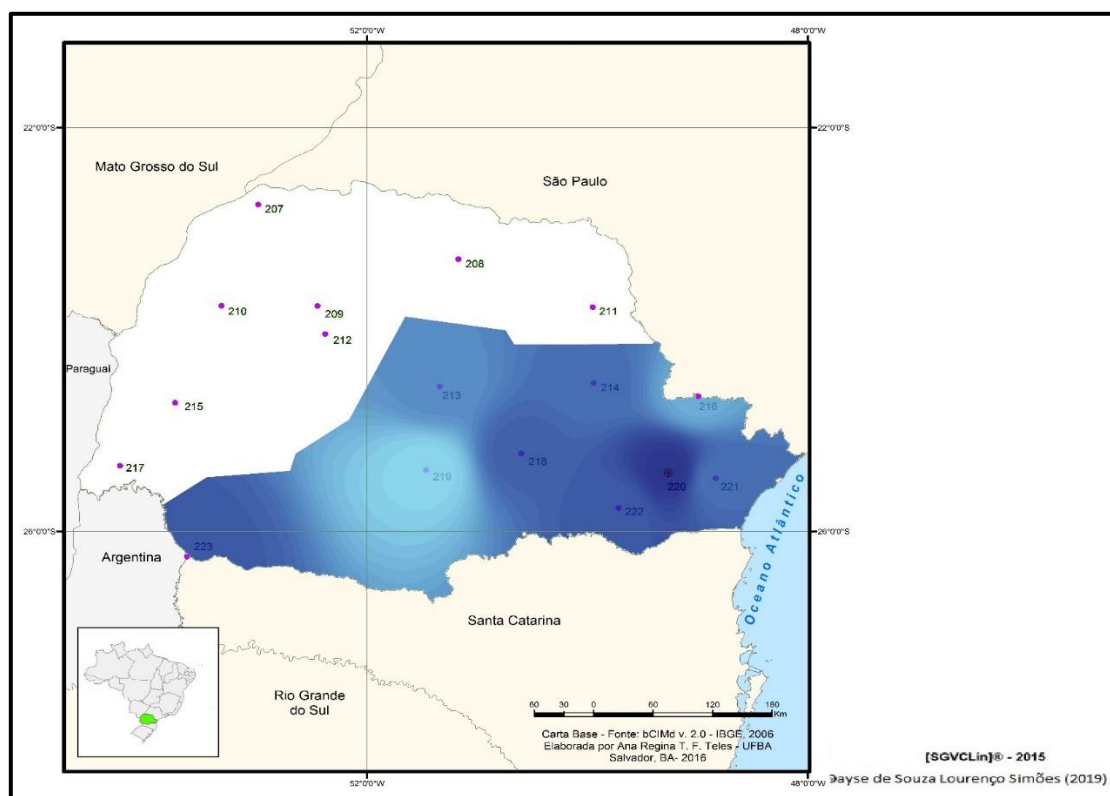 52°0'0"W
48°0'0"W
22°0'0"S
22°0'0"S
Mato Grosso do Sul
São Paulo
207
208
210
209
211
212
Paraguai
213
214
215
216
217
218
219
220
221
222
223
26°0'0"S
26°0'0"S
Argentina
Oceano Atlântico
Santa Catarina
Rio Grande
do Sul
60 30 0 60 120 180
Km
Carta Base - Fonte: bCIMd v. 2.0 - IBGE, 2006
Elaborada por Ana Regina T. F. Teles - UFBA
Salvador, BA- 2016
52°0'0"W
48°0'0"W
[SGVCLin]® - 2015
Dayse de Souza Lourenço Simões (2019)